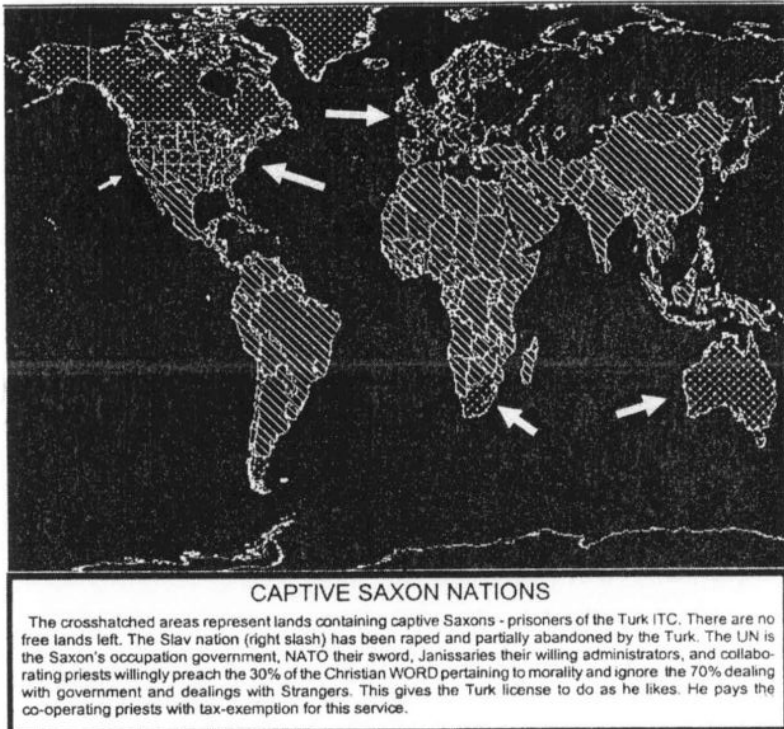 CAPTIVE SAXON NATIONS
The crosshatched areas represent lands containing captive Saxons - prisoners of the Turk ITC. There are no
free lands left. The Slav nation (right slash) has been raped and partially abandoned by the Turk. The UN is
the Saxon's occupation government, NATO their sword, Janissaries their willing administrators, and collabo-
rating priests willingly preach the 30% of the Christian WORD pertaining to morality and ignore the 70% dealing
with government and dealings with Strangers. This gives the Turk license to do as he likes. He pays the
co-operating priests with tax-exemption for this service.